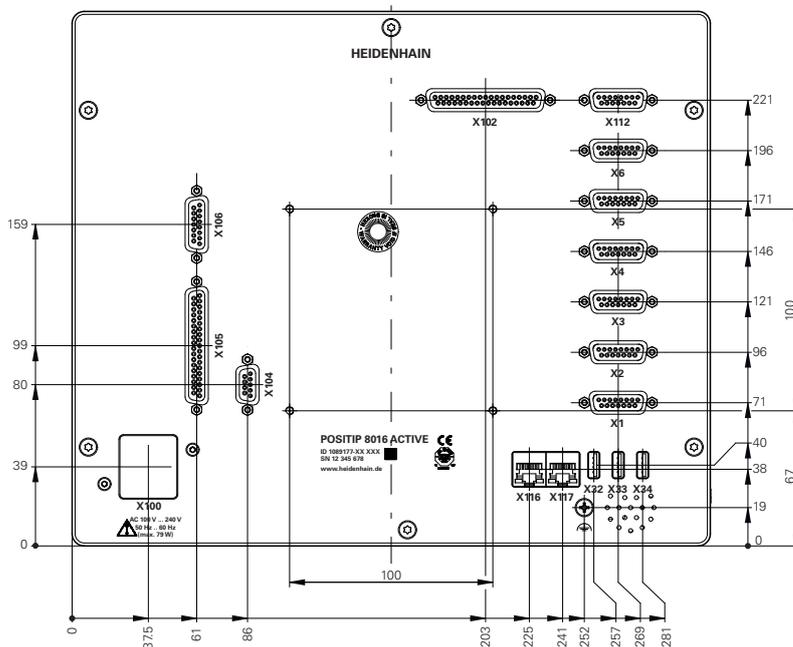 HEIDENHAIN
X102
X112
221
X6
196
X5
171
X106
159
X4
146
X3
121
100
X105
99
X2
96
X104
80
X1
71
POSITIP 8016 ACTIVE CE
ID 1089177-XX XXX
SN 12 345 678
www.heidenhain.de
40
39
38
67
X100
X116 X117 X32 X33 X34
19
AC 100 V ... 240 V
50 Hz ... 60 Hz
(max. 79 W)
0
0
100
0 37.5 61 86 203 225 241 252 257 269 281